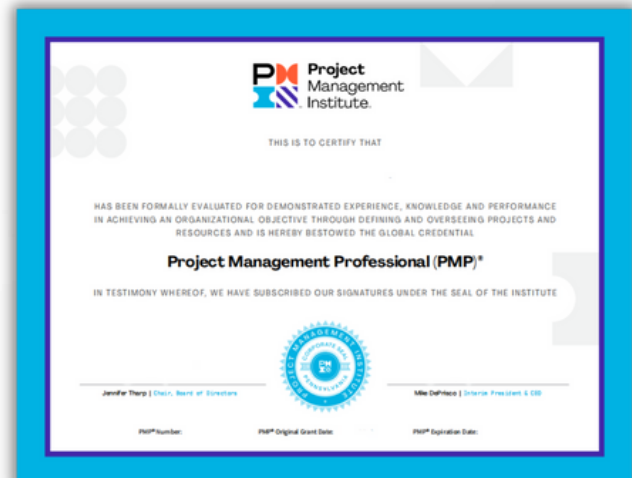 PM Project
Management
Institute.
THIS IS TO CERTIFY THAT
HAS BEEN FORMALLY EVALUATED FOR DEMONSTRATED EXPERIENCE, KNOWLEDGE AND PERFORMANCE
IN ACHIEVING AN ORGANIZATIONAL OBJECTIVE THROUGH DEFINING AND OVERSEEING PROJECTS AND
RESOURCES AND IS HEREBY BESTOWED THE GLOBAL CREDENTIAL
Project Management Professional (PMP)®
IN TESTIMONY WHEREOF, WE HAVE SUBSCRIBED OUR SIGNATURES UNDER THE SEAL OF THE INSTITUTE
PROJECT MANAGEMENT INSTITUTE
CORPORATE SEAL
PENNSYLVANIA
Jennifer Tharp | Chair, Board of Directors
Mike DePrisco | Interim President & CEO
PMP® Number:
PMP® Original Grant Date:
PMP® Expiration Date: